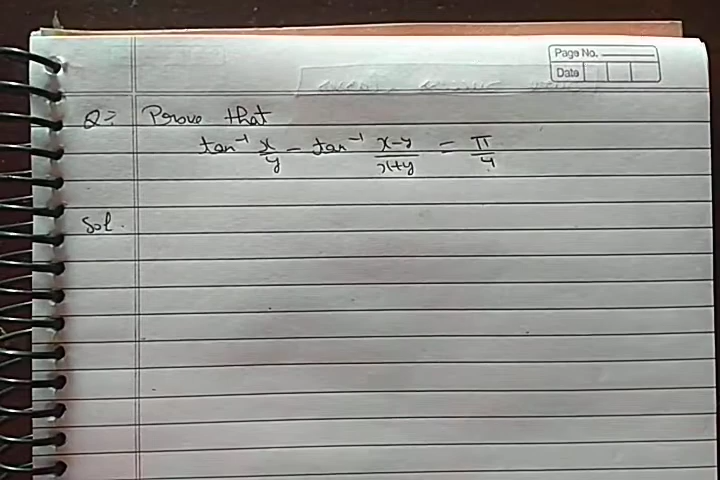 Page No.
Date
Q: Prove that
tan⁻¹ x/y - tan⁻¹ x-y/x+y = π/4
Sol.